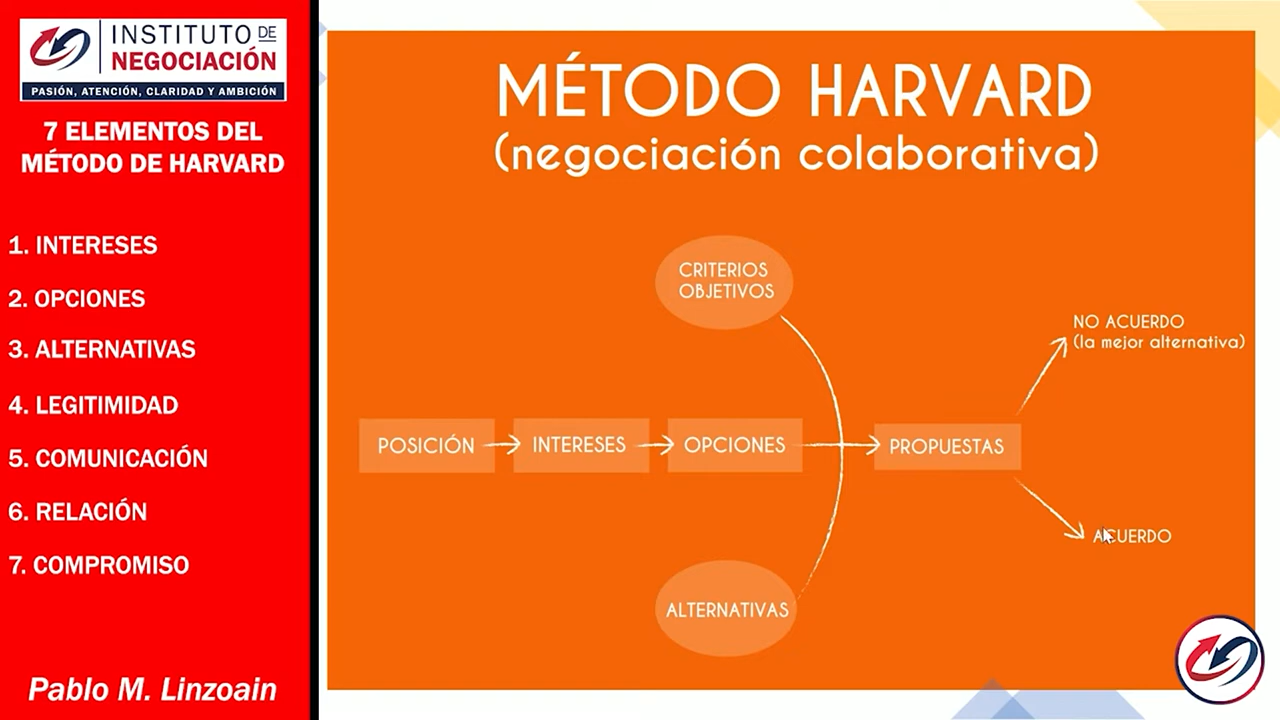 INSTITUTO DE
NEGOCIACIÓN
PASIÓN, ATENCIÓN, CLARIDAD Y AMBICIÓN
7 ELEMENTOS DEL
MÉTODO DE HARVARD
1. INTERESES
2. OPCIONES
3. ALTERNATIVAS
4. LEGITIMIDAD
5. COMUNICACIÓN
6. RELACIÓN
7. COMPROMISO
Pablo M. Linzoain
MÉTODO HARVARD
(negociación colaborativa)
CRITERIOS
OBJETIVOS
NO ACUERDO
(la mejor alternativa)
POSICIÓN
INTERESES
OPCIONES
PROPUESTAS
ACUERDO
ALTERNATIVAS